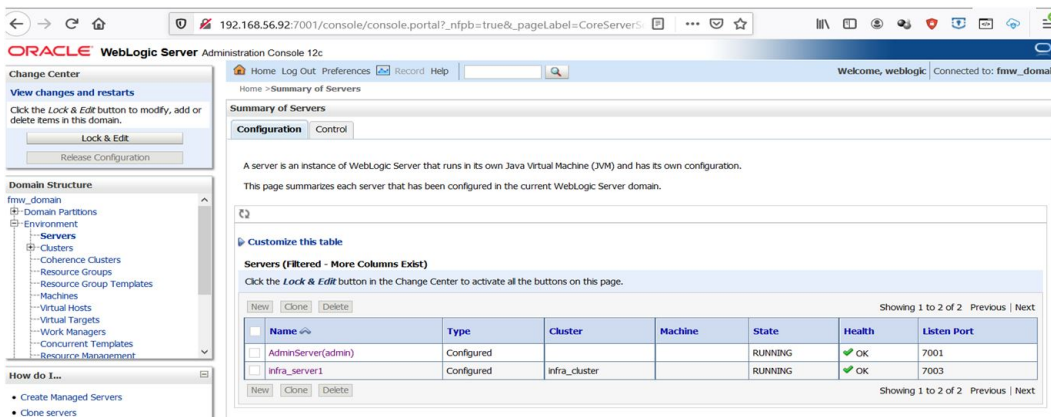 192.168.56.92:7001/console/console.portal?_nfpb=true&_pageLabel=CoreServerS
ORACLE WebLogic Server Administration Console 12c
Change Center
View changes and restarts
Click the Lock & Edit button to modify, add or
delete items in this domain.
Lock & Edit
Release Configuration
Domain Structure
fmw_domain
Domain Partitions
Environment
Servers
Clusters
Coherence Clusters
Resource Groups
Resource Group Templates
Machines
Virtual Hosts
Virtual Targets
Work Managers
Concurrent Templates
Resource Management
How do I...
Create Managed Servers
Clone servers
Home Log Out Preferences Record Help
Welcome, weblogic Connected to: fmw_domai
Home >Summary of Servers
Summary of Servers
Configuration Control
A server is an instance of WebLogic Server that runs in its own Java Virtual Machine (JVM) and has its own configuration.
This page summarizes each server that has been configured in the current WebLogic Server domain.
Customize this table
Servers (Filtered - More Columns Exist)
Click the Lock & Edit button in the Change Center to activate all the buttons on this page.
New Clone Delete Showing 1 to 2 of 2 Previous | Next
Name Type Cluster Machine State Health Listen Port
AdminServer(admin) Configured RUNNING OK 7001
infra_server1 Configured infra_cluster RUNNING OK 7003
New Clone Delete Showing 1 to 2 of 2 Previous | Next